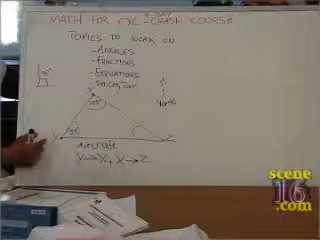 MATH FOR CXC - CRASH COURSE
TOPICS TO WORK ON
- ANGLES
- FUNCTIONS
- EQUATIONS
X
North
Y
Z
Aircraft
Y → X, X → Z
scene
16
.com